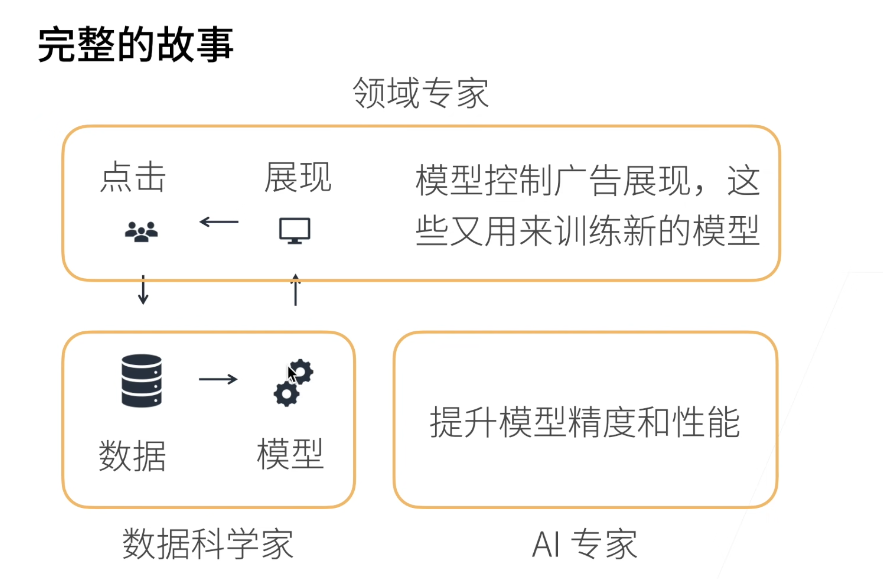 完整的故事
领域专家
点击
展现
模型控制广告展现，这
些又用来训练新的模型
数据
模型
提升模型精度和性能
数据科学家
AI 专家